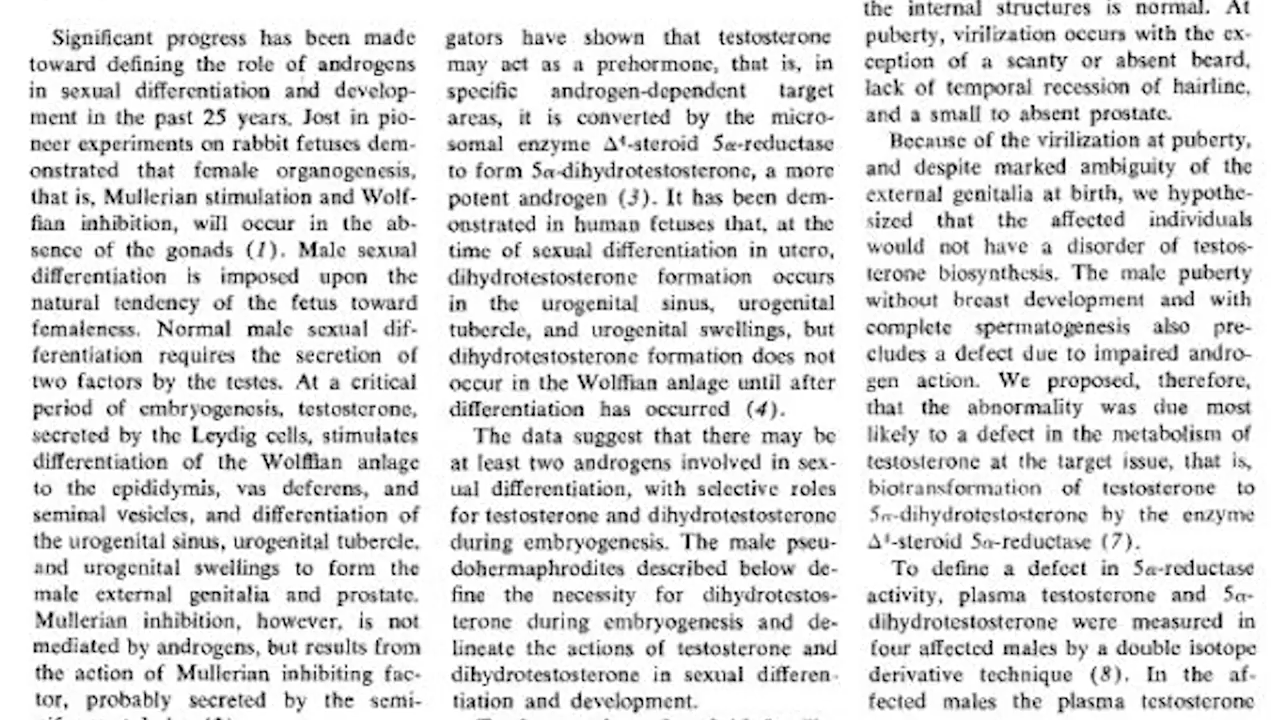 Significant progress has been made
toward defining the role of androgens
in sexual differentiation and develop-
ment in the past 25 years. Jost in pio-
neer experiments on rabbit fetuses dem-
onstrated that female organogenesis,
that is, Mullerian stimulation and Wolf-
fian inhibition, will occur in the ab-
sence of the gonads (1). Male sexual
differentiation is imposed upon the
natural tendency of the fetus toward
femaleness. Normal male sexual dif-
ferentiation requires the secretion of
two factors by the testes. At a critical
period of embryogenesis, testosterone,
secreted by the Leydig cells, stimulates
differentiation of the Wolffian anlage
to the epididymis, vas deferens, and
seminal vesicles, and differentiation of
the urogenital sinus, urogenital tubercle,
and urogenital swellings to form the
male external genitalia and prostate.
Mullerian inhibition, however, is not
mediated by androgens, but results from
the action of Mullerian inhibiting fac-
tor, probably secreted by the semi-
gators have shown that testosterone
may act as a prehormone, that is, in
specific androgen-dependent target
areas, it is converted by the micro-
somal enzyme Δ⁴-steroid 5α-reductase
to form 5α-dihydrotestosterone, a more
potent androgen (3). It has been dem-
onstrated in human fetuses that, at the
time of sexual differentiation in utero,
dihydrotestosterone formation occurs
in the urogenital sinus, urogenital
tubercle, and urogenital swellings, but
dihydrotestosterone formation does not
occur in the Wolffian anlage until after
differentiation has occurred (4).
The data suggest that there may be
at least two androgens involved in sex-
ual differentiation, with selective roles
for testosterone and dihydrotestosterone
during embryogenesis. The male pseu-
dohermaphrodites described below de-
fine the necessity for dihydrotestos-
terone during embryogenesis and de-
lineate the actions of testosterone and
dihydrotestosterone in sexual differen-
tiation and development.
the internal structures is normal. At
puberty, virilization occurs with the ex-
ception of a scanty or absent beard,
lack of temporal recession of hairline,
and a small to absent prostate.
Because of the virilization at puberty,
and despite marked ambiguity of the
external genitalia at birth, we hypothe-
sized that the affected individuals
would not have a disorder of testos-
terone biosynthesis. The male puberty
without breast development and with
complete spermatogenesis also pre-
cludes a defect due to impaired andro-
gen action. We proposed, therefore,
that the abnormality was due most
likely to a defect in the metabolism of
testosterone at the target issue, that is,
biotransformation of testosterone to
5α-dihydrotestosterone by the enzyme
Δ⁴-steroid 5α-reductase (7).
To define a defect in 5α-reductase
activity, plasma testosterone and 5α-
dihydrotestosterone were measured in
four affected males by a double isotope
derivative technique (8). In the af-
fected males the plasma testosterone